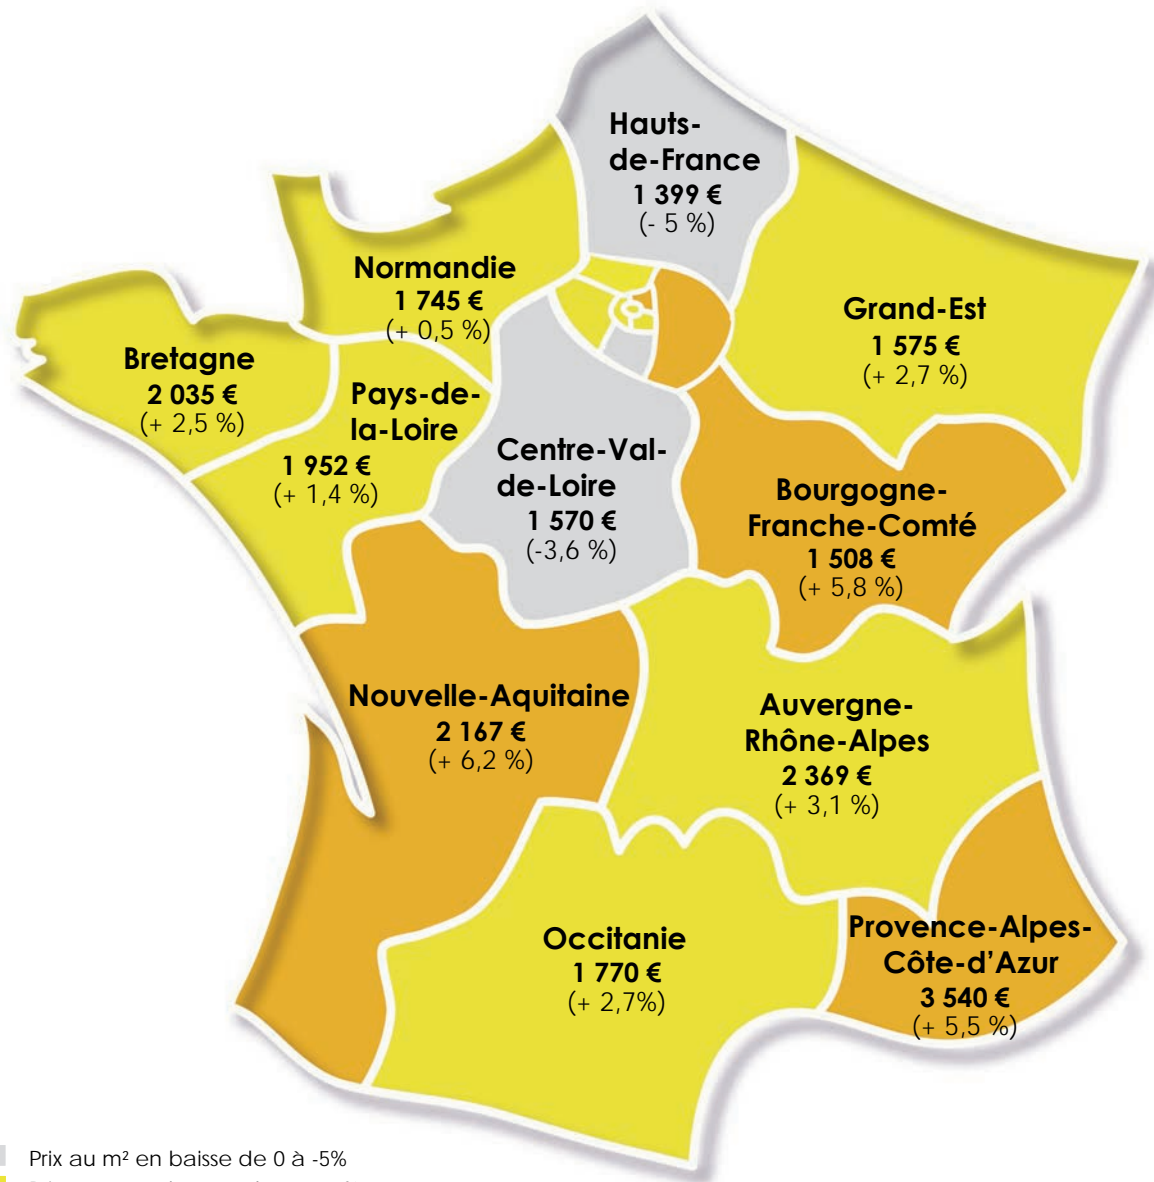 Hauts-
de-France
1 399 €
(- 5 %)
Normandie
1 745 €
(+ 0,5 %)
Grand-Est
1 575 €
(+ 2,7 %)
Bretagne
2 035 €
(+ 2,5 %)
Pays-de-
la-Loire
1 952 €
(+ 1,4 %)
Centre-Val-
de-Loire
1 570 €
(-3,6 %)
Bourgogne-
Franche-Comté
1 508 €
(+ 5,8 %)
Nouvelle-Aquitaine
2 167 €
(+ 6,2 %)
Auvergne-
Rhône-Alpes
2 369 €
(+ 3,1 %)
Occitanie
1 770 €
(+ 2,7%)
Provence-Alpes-
Côte-d’Azur
3 540 €
(+ 5,5 %)
Prix au m² en baisse de 0 à -5%